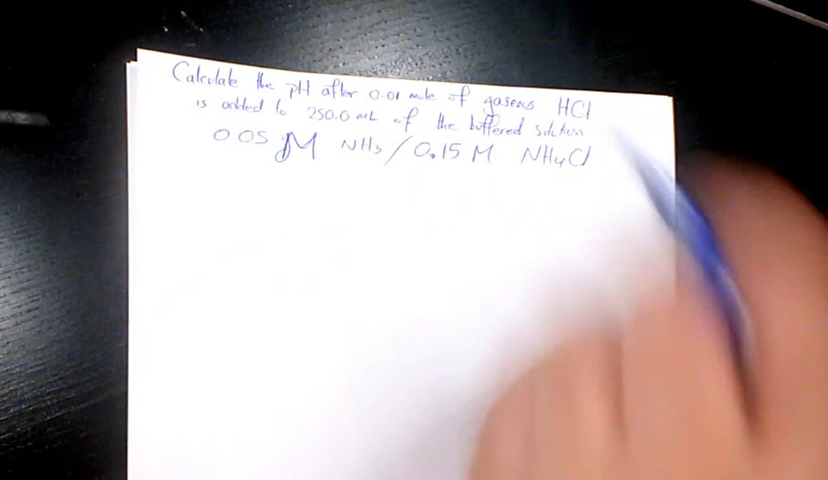 Calculate the pH after 0.01 mole of gaseous HCl
is added to 250.0 mL of the buffered solution
0.05 M NH3 / 0.15 M NH4Cl